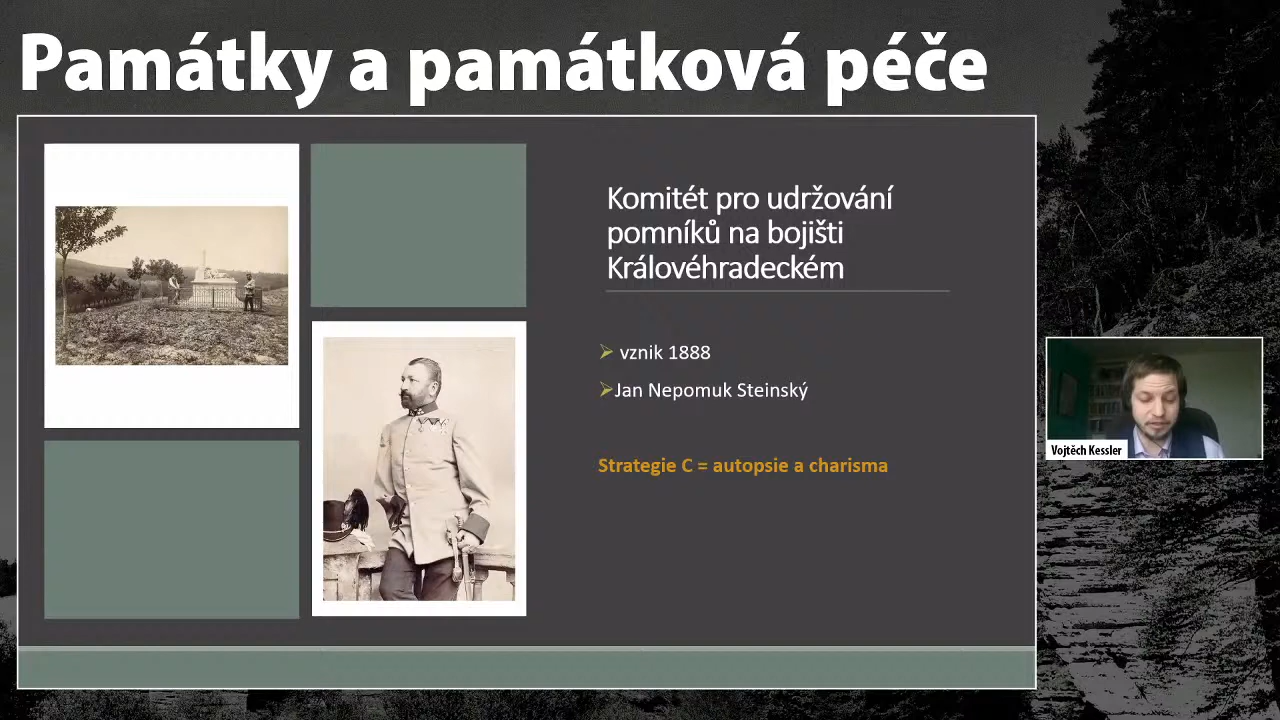 Památky a památková péče
Komitét pro udržování
pomníků na bojišti
Královéhradeckém
vznik 1888
Jan Nepomuk Steinský
Strategie C = autopsie a charisma
Vojtěch Kessler